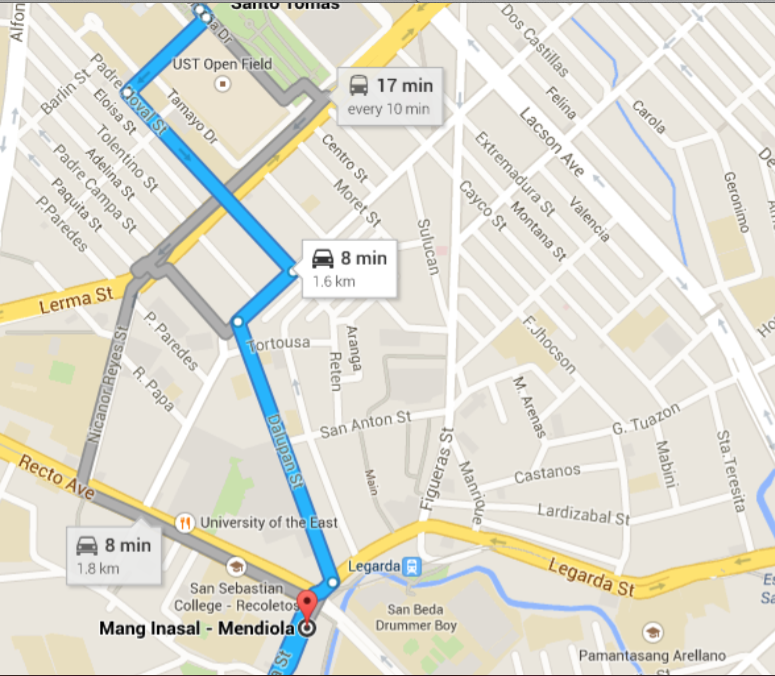 Santo Tomas
Dos Castillas
Alfon
UST Open Field
17 min
every 10 min
Padre Noval St
Barlin St
Eloisa St
Tamayo Dr
Felina
Carola
Lacson Ave
Tolentino St
Adelina St
Padre Campa St
Paquita St
P.Paredes
Centro St
Moret St
Extremadura St
Cayco St
Montana St
Valencia
Geronimo
Sulucan
8 min
1.6 km
Lerma St
P. Paredes
R. Papa
Nicanor Reyes St
Tortousa
Aranga
Reten
F.Jhocson
M. Arenas
G. Tuazon
San Anton St
Dalupan St
Main
Figueras St
Manrique
Castanos
Mabini
Sta.Teresita
Lardizabal St
Recto Ave
University of the East
8 min
1.8 km
San Sebastian
College - Recoletos
Legarda
Legarda St
Mang Inasal - Mendiola
San Beda
Drummer Boy
Pamantasang Arellano